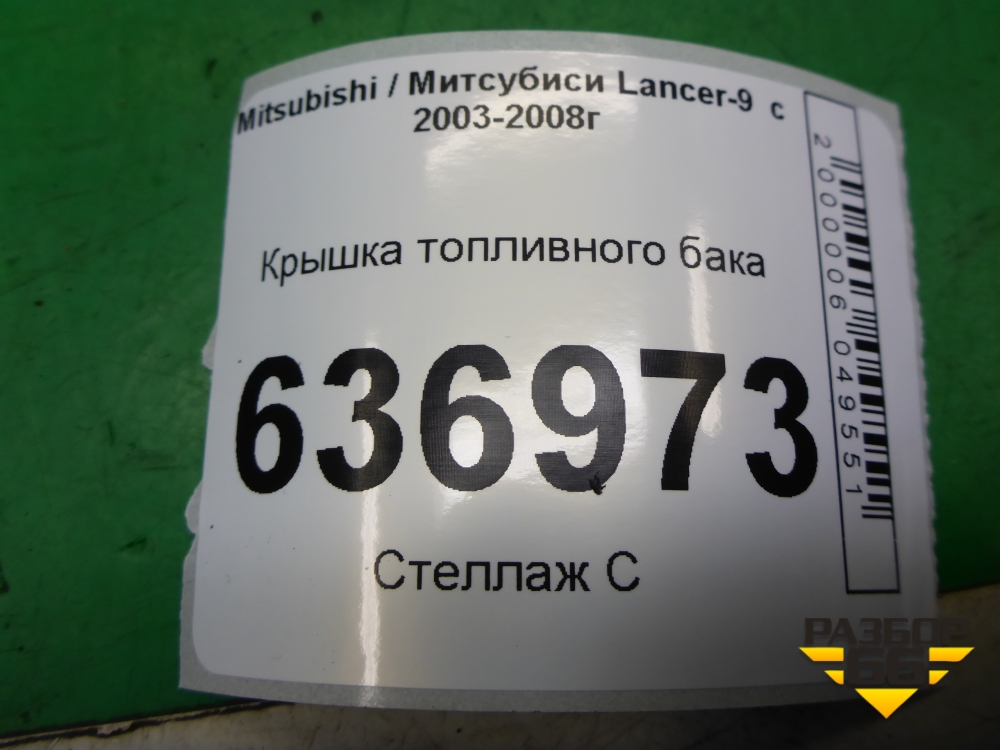 Mitsubishi / Митсубиси Lancer-9 с
2003-2008г
Крышка топливного бака
636973
Стеллаж С
2000006049551
РАЗБОР
66